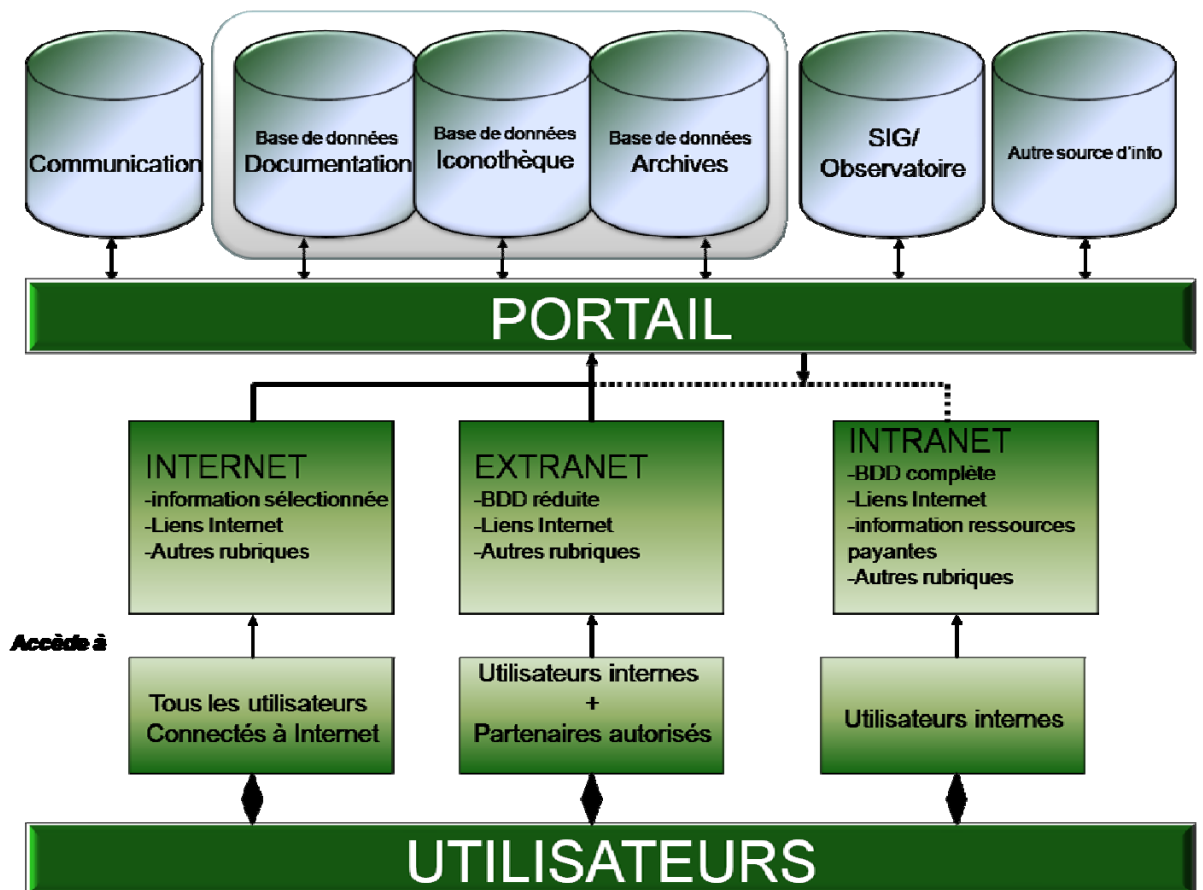 Communication
Base de données
Documentation
Base de données
Iconothèque
Base de données
Archives
SIG/
Observatoire
Autre source d'info
PORTAIL
INTERNET
-information sélectionnée
-Liens Internet
-Autres rubriques
EXTRANET
-BDD réduite
-Liens Internet
-Autres rubriques
INTRANET
-BDD complète
-Liens Internet
-information ressources
payantes
-Autres rubriques
Accède à
Tous les utilisateurs
Connectés à Internet
Utilisateurs internes
+
Partenaires autorisés
Utilisateurs internes
UTILISATEURS